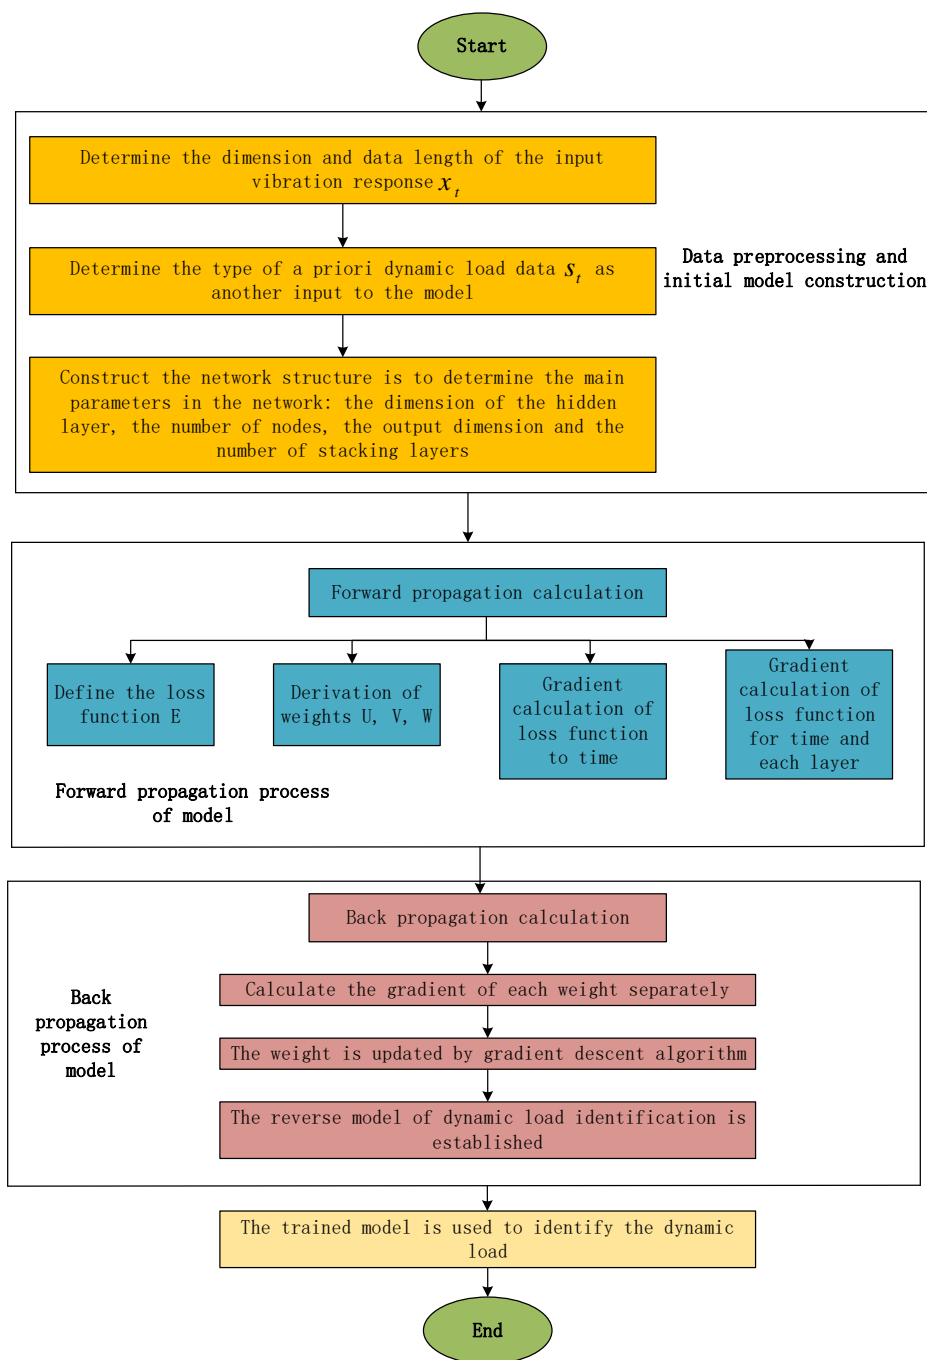 Start
Determine the dimension and data length of the input
vibration response x_t
Determine the type of a priori dynamic load data s_t as
another input to the model
Construct the network structure is to determine the main
parameters in the network: the dimension of the hidden
layer, the number of nodes, the output dimension and the
number of stacking layers
Data preprocessing and
initial model construction
Forward propagation calculation
Define the loss
function E
Derivation of
weights U, V, W
Gradient
calculation of
loss function
to time
Gradient
calculation of
loss function
for time and
each layer
Forward propagation process
of model
Back propagation calculation
Calculate the gradient of each weight separately
The weight is updated by gradient descent algorithm
The reverse model of dynamic load identification is
established
Back
propagation
process of
model
The trained model is used to identify the dynamic
load
End